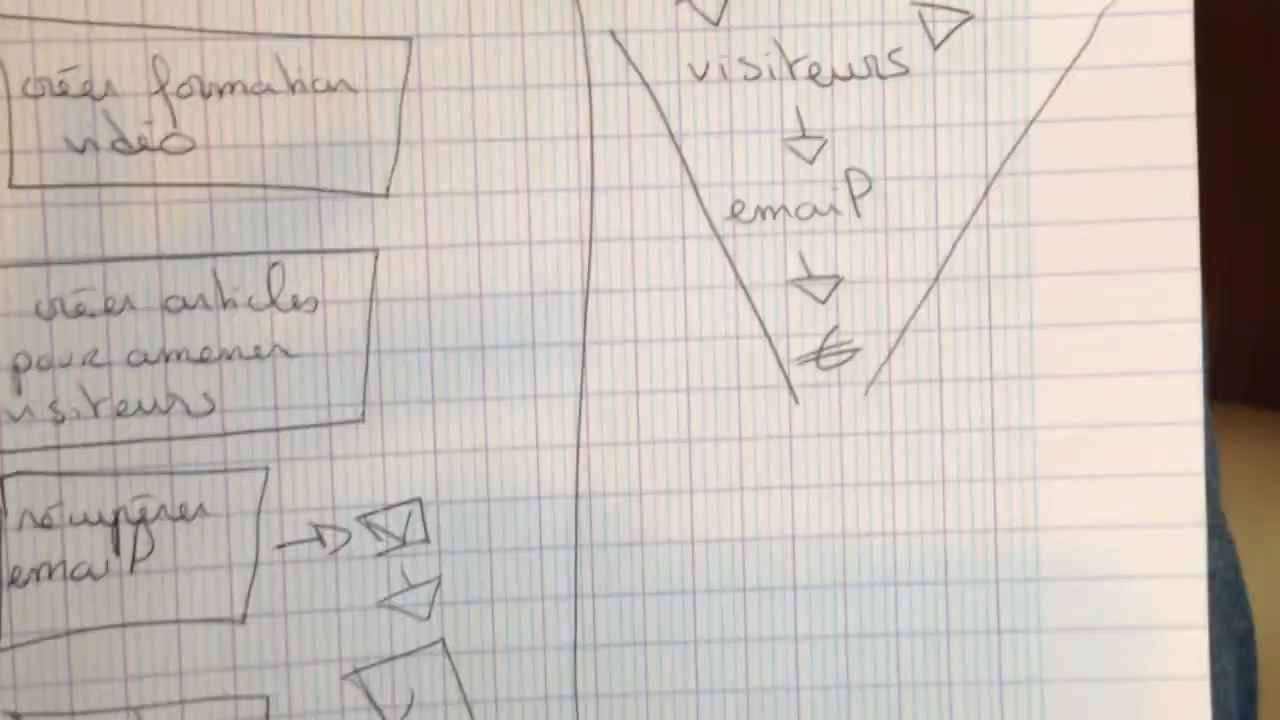 créer formation
vidéo
créer articles
pour amener
visiteurs
récupérer
email
visiteurs
email
€